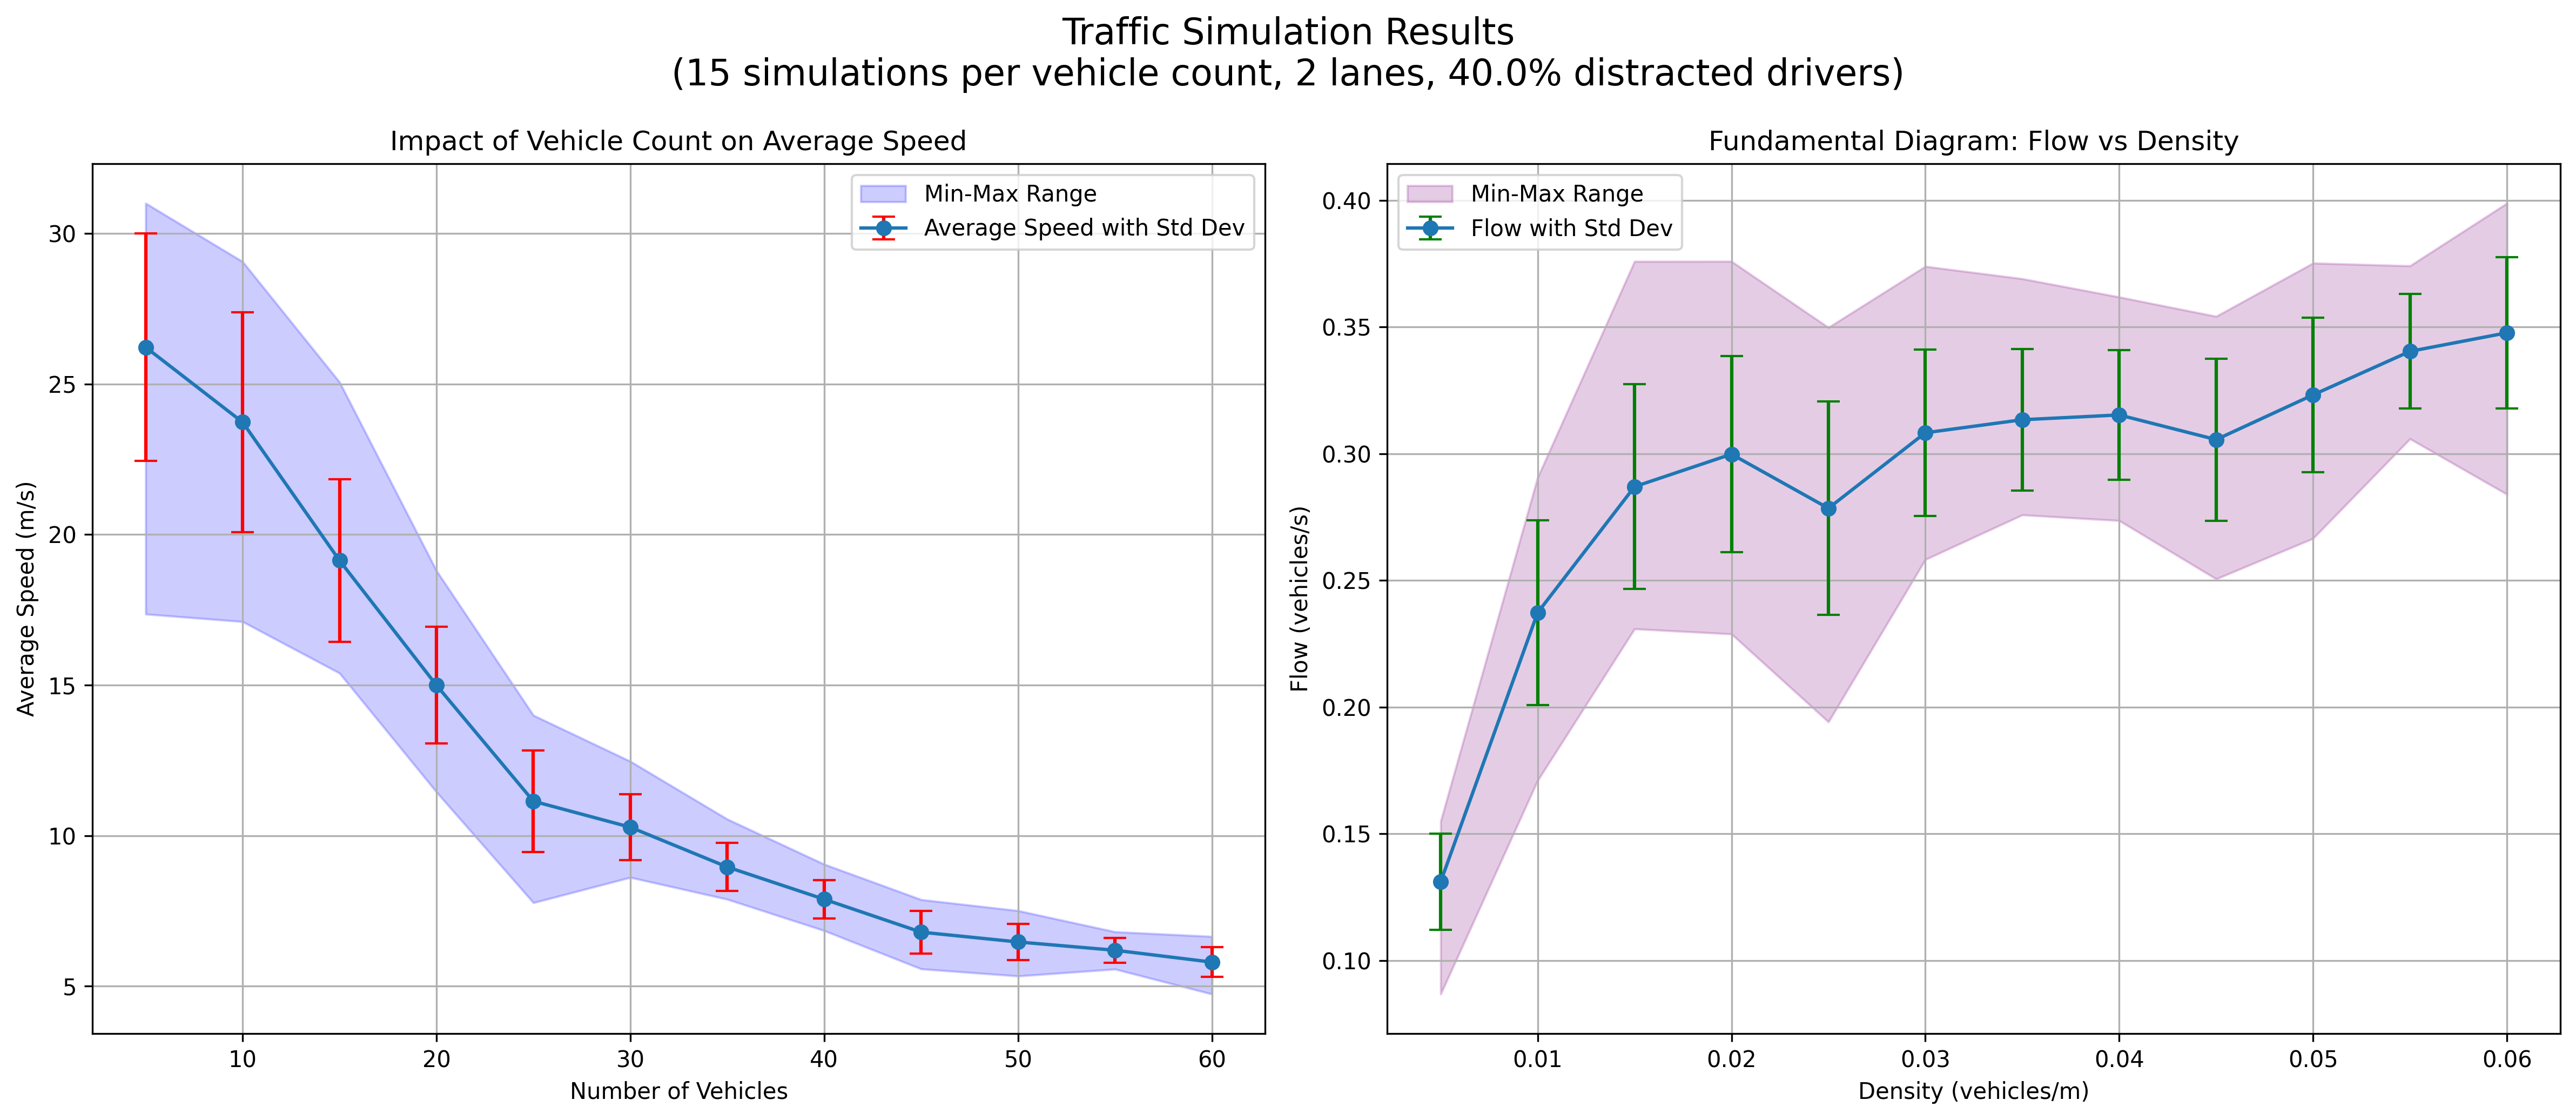 Traffic Simulation Results
(15 simulations per vehicle count, 2 lanes, 40.0% distracted drivers)
Impact of Vehicle Count on Average Speed
Min-Max Range
Average Speed with Std Dev
30
25
20
15
10
5
Average Speed (m/s)
10
20
30
40
50
60
Number of Vehicles
Fundamental Diagram: Flow vs Density
Min-Max Range
Flow with Std Dev
0.40
0.35
0.30
0.25
0.20
0.15
0.10
Flow (vehicles/s)
0.01
0.02
0.03
0.04
0.05
0.06
Density (vehicles/m)